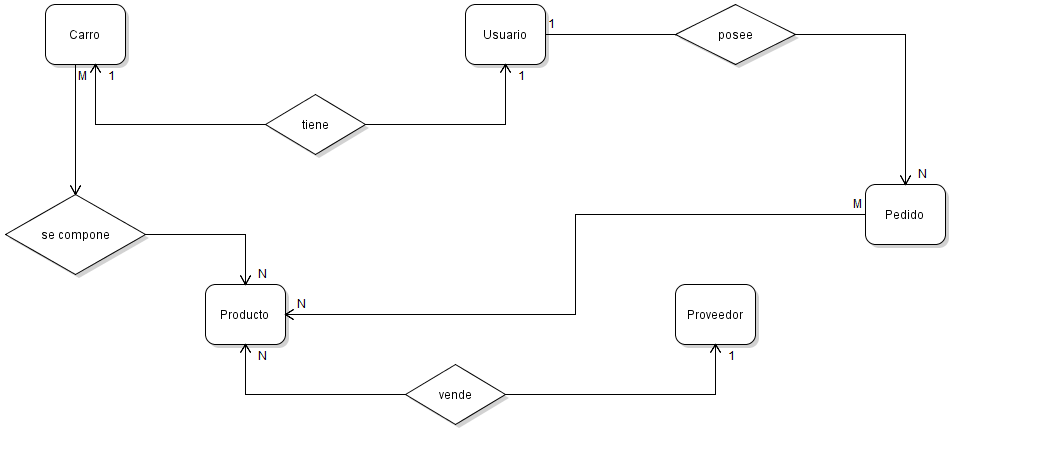 Carro
Usuario
1
posee
M
1
1
tiene
N
M
Pedido
se compone
N
N
Producto
Proveedor
N
1
vende